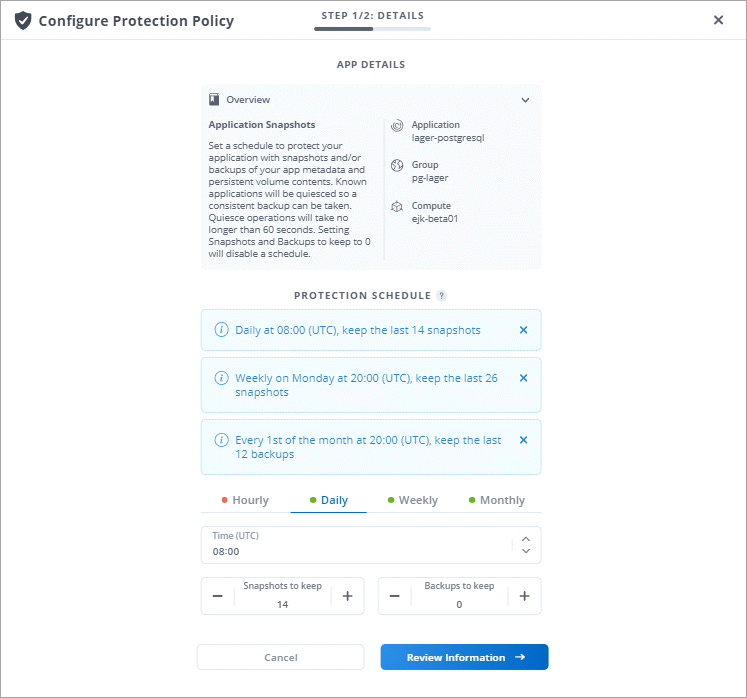 Configure Protection Policy
STEP 1/2: DETAILS
APP DETAILS
Overview
Application Snapshots
Set a schedule to protect your
application with snapshots and/or
backups of your app metadata and
persistent volume contents. Known
applications will be quiesced so a
consistent backup can be taken.
Quiesce operations will take no
longer than 60 seconds. Setting
Snapshots and Backups to keep to 0
will disable a schedule.
Application
lager-postgresql
Group
pg-lager
Compute
ejk-beta01
PROTECTION SCHEDULE ?
Daily at 08:00 (UTC), keep the last 14 snapshots
Weekly on Monday at 20:00 (UTC), keep the last 26
snapshots
Every 1st of the month at 20:00 (UTC), keep the last
12 backups
Hourly Daily Weekly Monthly
Time (UTC)
08:00
Snapshots to keep
14
Backups to keep
0
Cancel
Review Information →